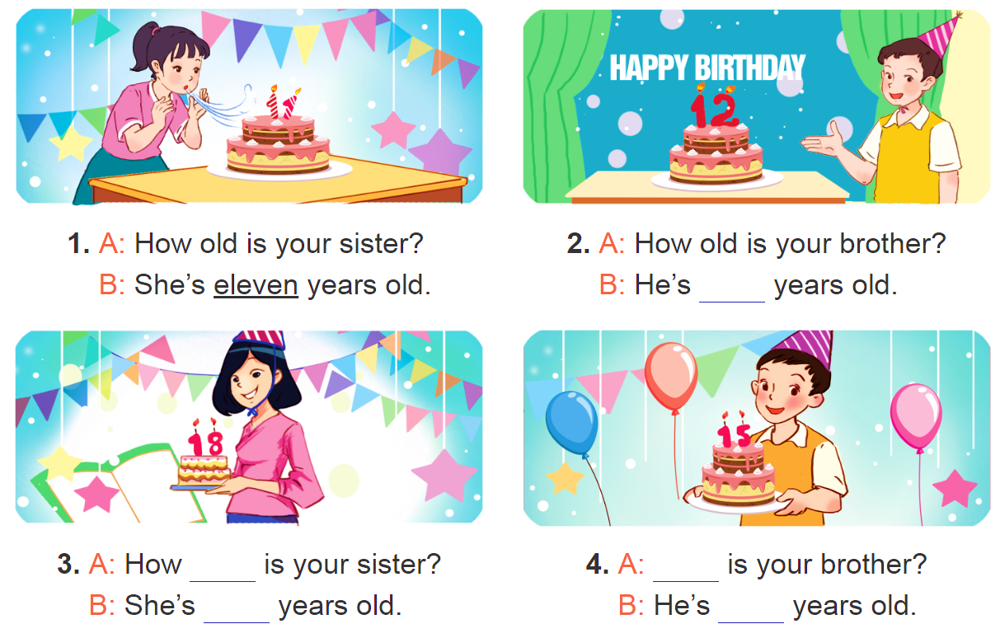 11
HAPPY BIRTHDAY
12
1. A: How old is your sister?
B: She's eleven years old.
2. A: How old is your brother?
B: He's _____ years old.
18
15
3. A: How _____ is your sister?
B: She's _____ years old.
4. A: _____ is your brother?
B: He's _____ years old.